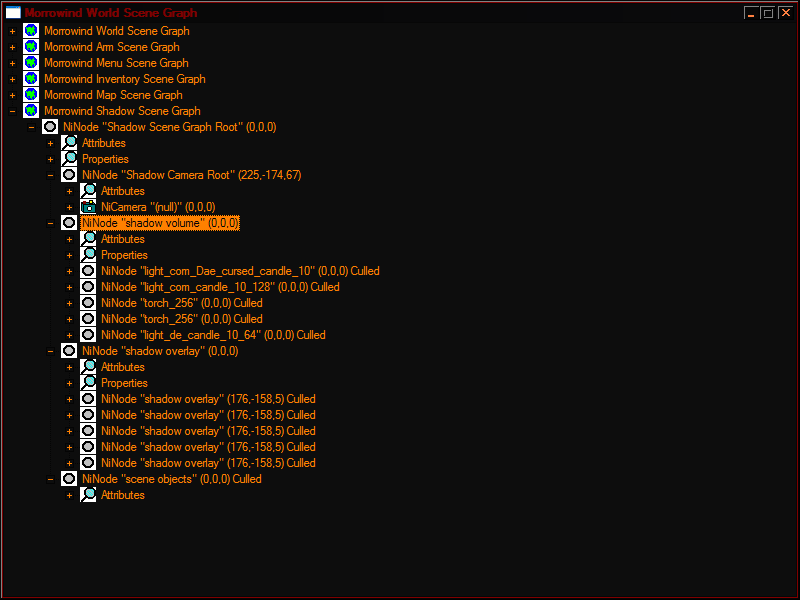 Morrowind World Scene Graph
Morrowind World Scene Graph
Morrowind Arm Scene Graph
Morrowind Menu Scene Graph
Morrowind Inventory Scene Graph
Morrowind Map Scene Graph
Morrowind Shadow Scene Graph
NiNode "Shadow Scene Graph Root" (0,0,0)
Attributes
Properties
NiNode "Shadow Camera Root" (225,-174,67)
Attributes
NiCamera "(null)" (0,0,0)
NiNode "shadow volume" (0,0,0)
Attributes
Properties
NiNode "light_com_Dae_cursed_candle_10" (0,0,0) Culled
NiNode "light_com_candle_10_128" (0,0,0) Culled
NiNode "torch_256" (0,0,0) Culled
NiNode "torch_256" (0,0,0) Culled
NiNode "light_de_candle_10_64" (0,0,0) Culled
NiNode "shadow overlay" (0,0,0)
Attributes
Properties
NiNode "shadow overlay" (176,-158,5) Culled
NiNode "shadow overlay" (176,-158,5) Culled
NiNode "shadow overlay" (176,-158,5) Culled
NiNode "shadow overlay" (176,-158,5) Culled
NiNode "shadow overlay" (176,-158,5) Culled
NiNode "scene objects" (0,0,0) Culled
Attributes